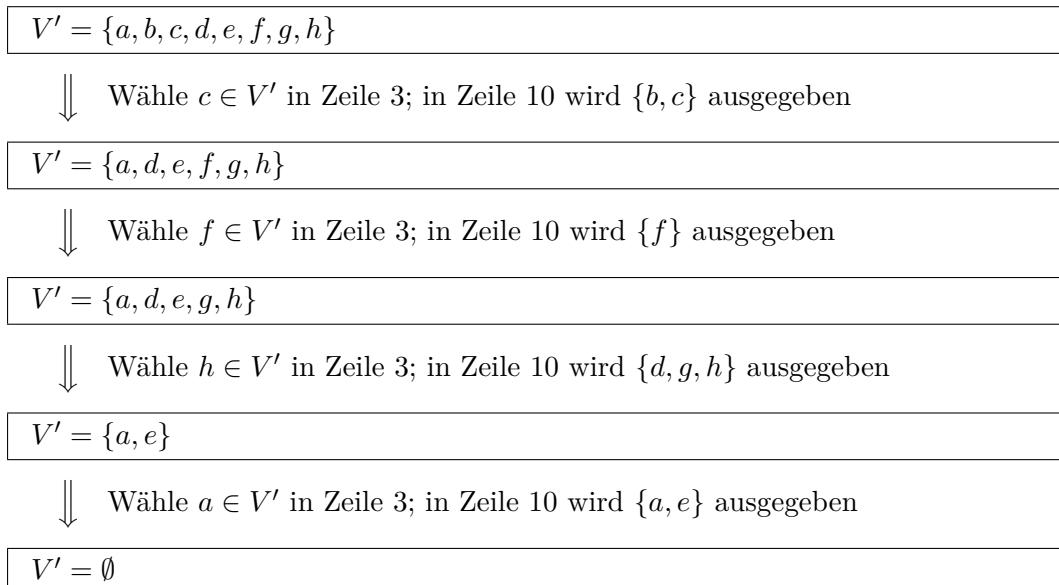 V′ = {a, b, c, d, e, f, g, h}
⇓ Wähle c ∈ V′ in Zeile 3; in Zeile 10 wird {b, c} ausgegeben
V′ = {a, d, e, f, g, h}
⇓ Wähle f ∈ V′ in Zeile 3; in Zeile 10 wird {f} ausgegeben
V′ = {a, d, e, g, h}
⇓ Wähle h ∈ V′ in Zeile 3; in Zeile 10 wird {d, g, h} ausgegeben
V′ = {a, e}
⇓ Wähle a ∈ V′ in Zeile 3; in Zeile 10 wird {a, e} ausgegeben
V′ = ∅